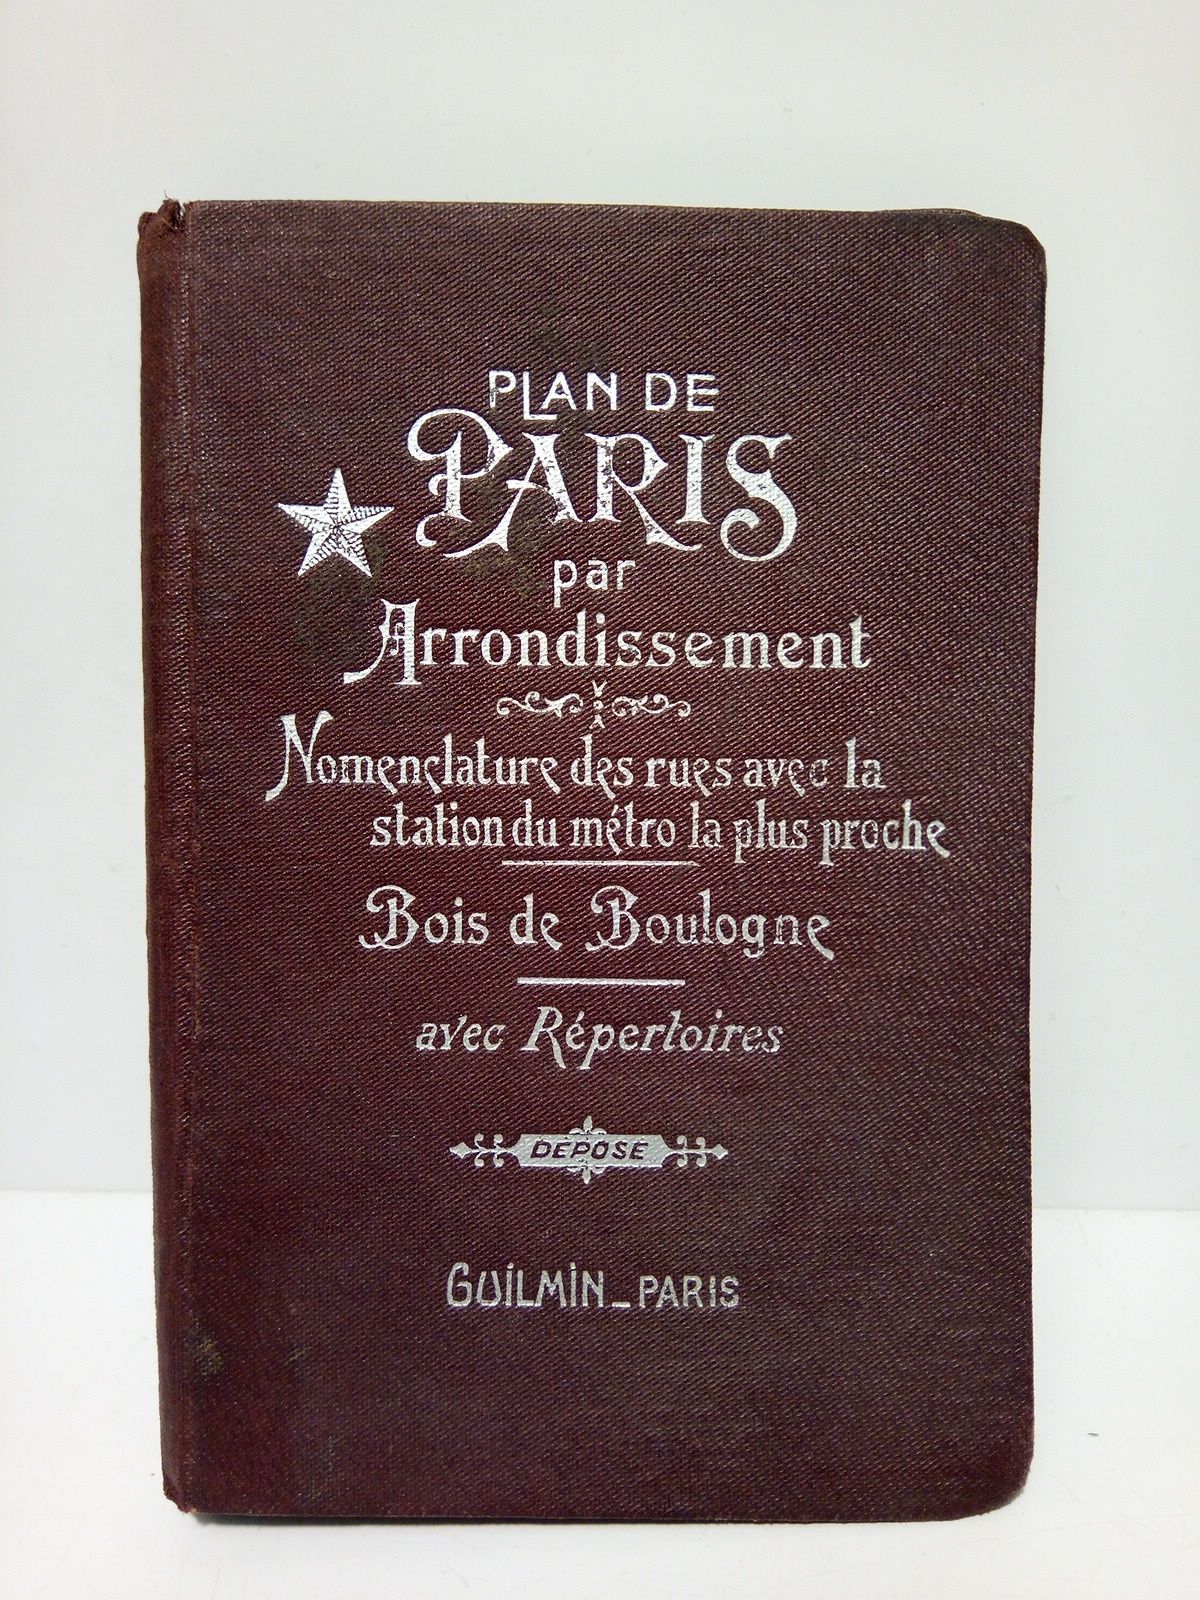 PLAN DE
PARIS
par
Arrondissement
Nomenclature des rues avec la
station du métro la plus proche
Bois de Boulogne
avec Répertoires
DÉPOSÉ
GUILMIN_PARIS